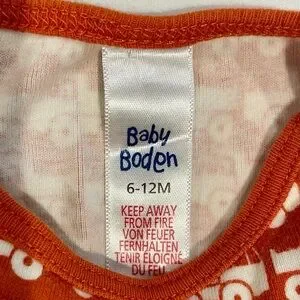 Baby
Boden
6-12M
KEEP AWAY
FROM FIRE
VON FEUER
FERNHALTEN
TENIR ÉLOIGNÉ
DU FEU